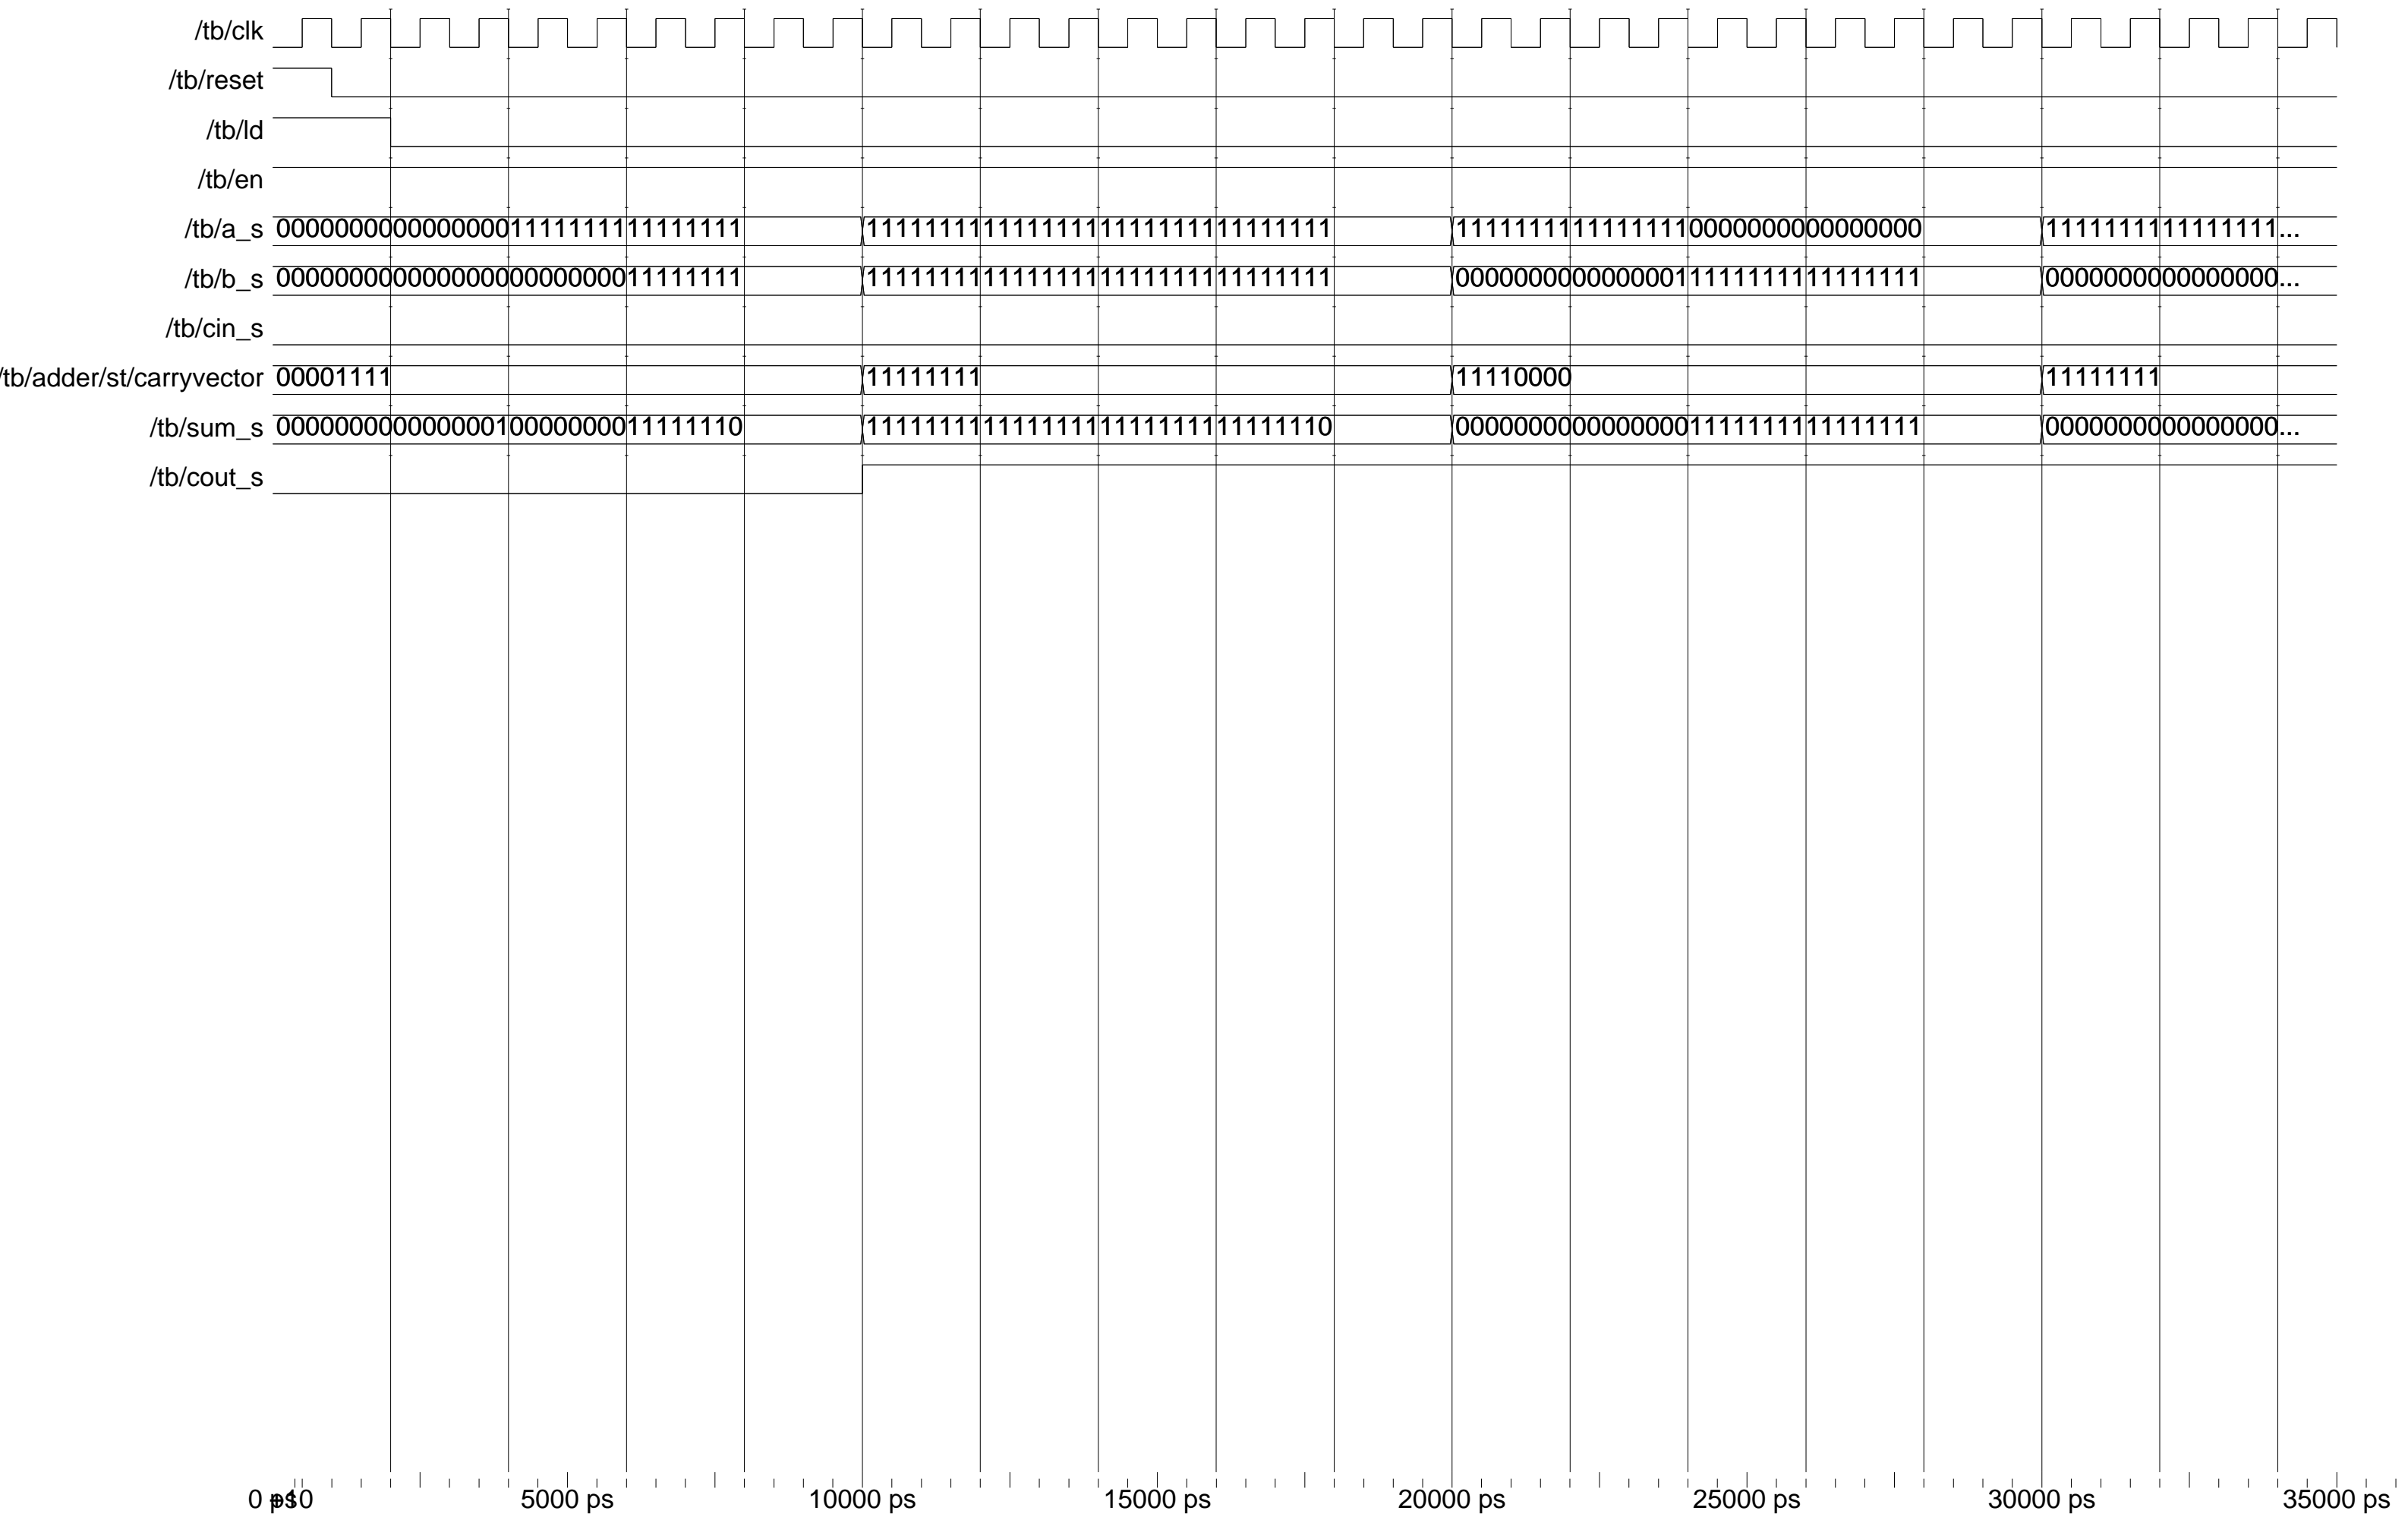 /tb/clk
/tb/reset
/tb/ld
/tb/en
/tb/a_s 00000000000000001111111111111111 11111111111111111111111111111111 11111111111111110000000000000000 1111111111111111...
/tb/b_s 00000000000000000000000011111111 11111111111111111111111111111111 00000000000000011111111111111111 0000000000000000...
/tb/cin_s
/tb/adder/st/carryvector 00001111 11111111 11110000 11111111
/tb/sum_s 00000000000000010000000011111110 11111111111111111111111111111110 00000000000000001111111111111111 0000000000000000...
/tb/cout_s
0 ps 5000 ps 10000 ps 15000 ps 20000 ps 25000 ps 30000 ps 35000 ps